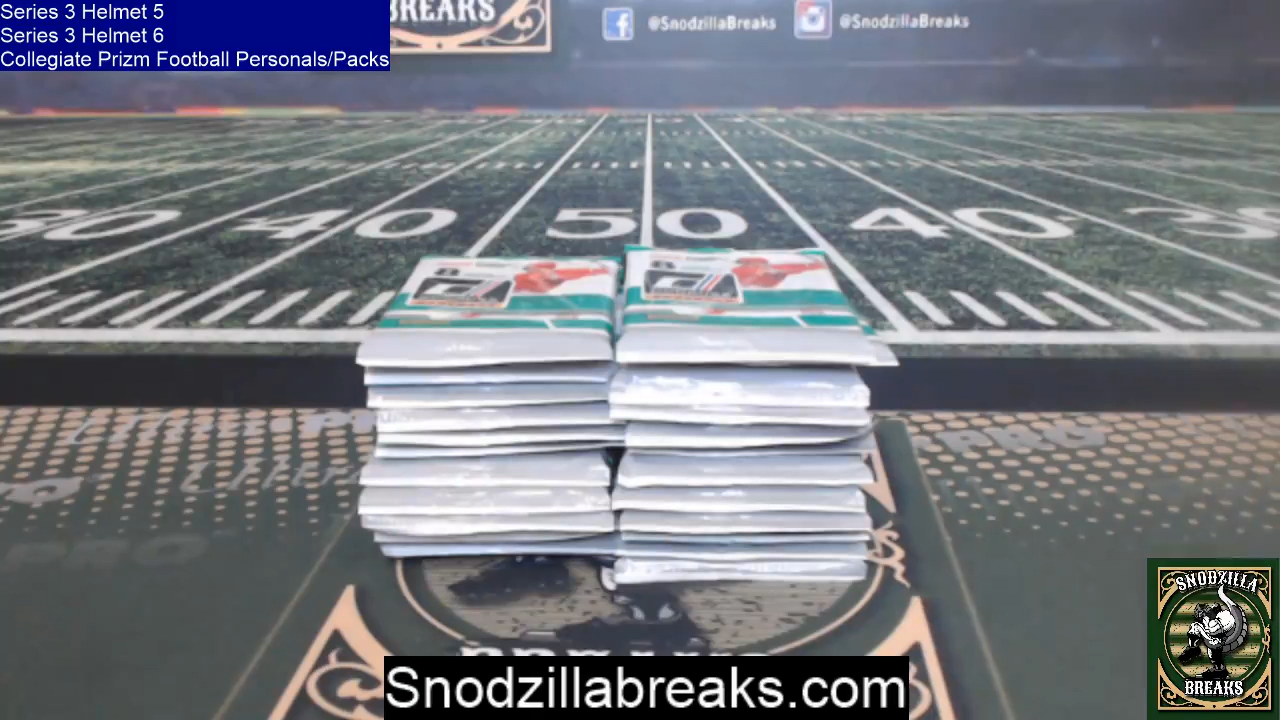 Series 3 Helmet 5
Series 3 Helmet 6
Collegiate Prizm Football Personals/Packs
BREAKS
@SnodzillaBreaks
@SnodzillaBreaks
40 50 40
PRO
Snodzillabreaks.com
SNODZILLA
BREAKS